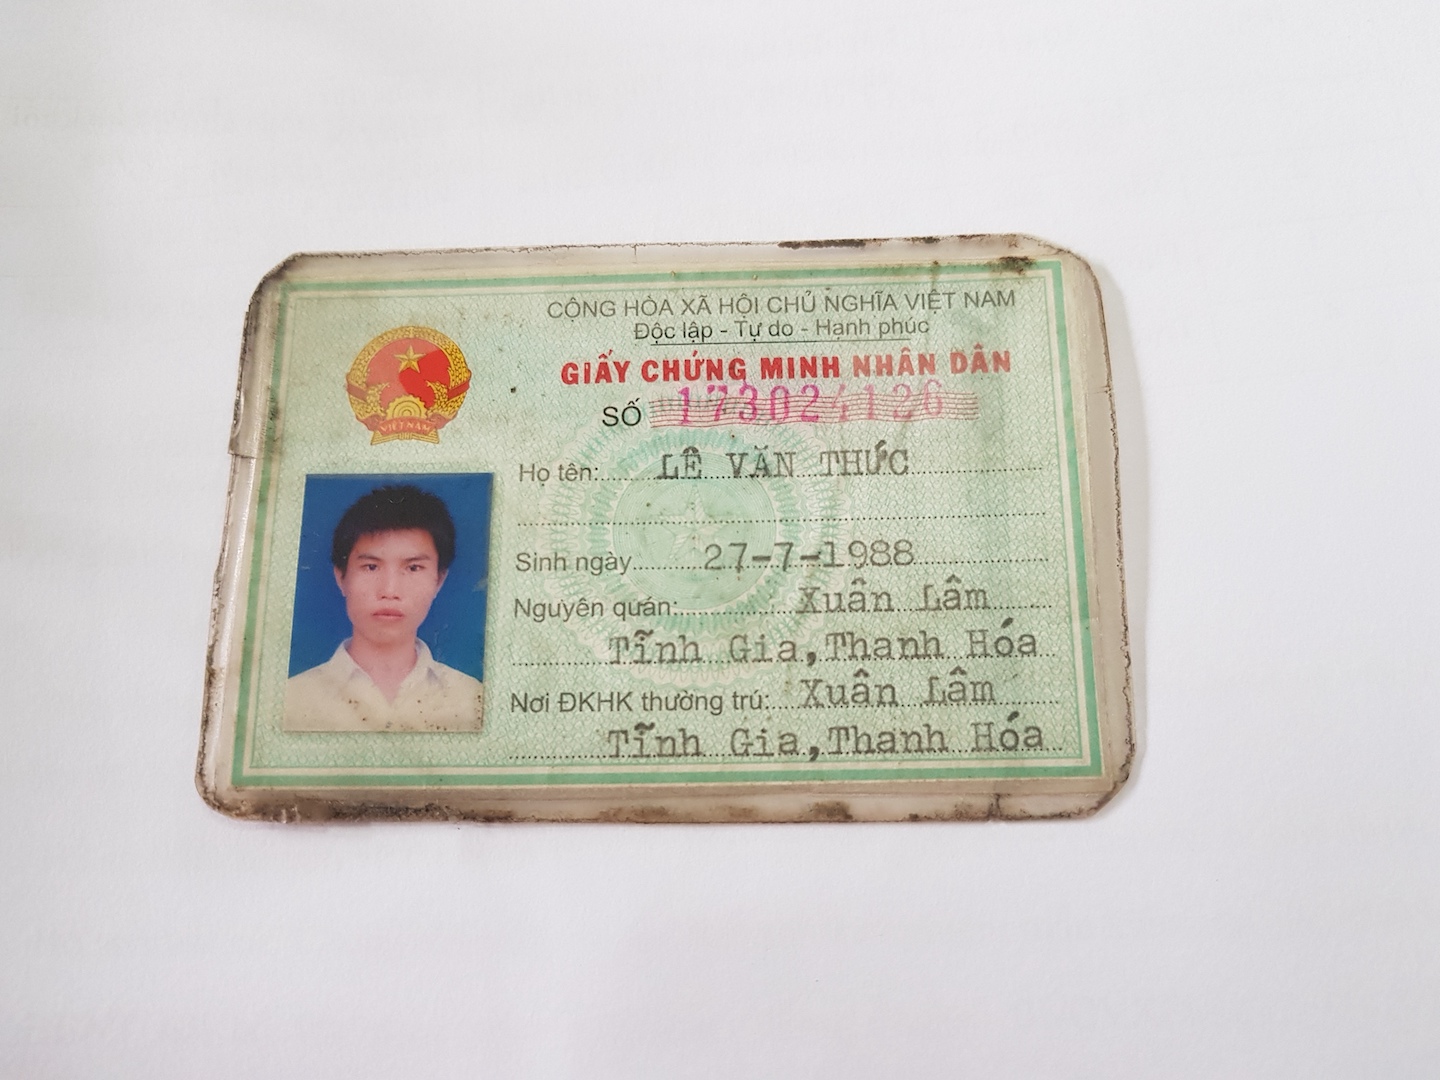 CỘNG HÒA XÃ HỘI CHỦ NGHĨA VIỆT NAM
Độc lập - Tự do - Hạnh phúc
GIẤY CHỨNG MINH NHÂN DÂN
SỐ 173024126
VIỆT NAM
Họ tên: LÊ VĂN THỨC
Sinh ngày 27-7-1988
Nguyên quán: Xuân Lâm
Tĩnh Gia, Thanh Hóa
Nơi ĐKHK thường trú: Xuân Lâm
Tĩnh Gia, Thanh Hóa